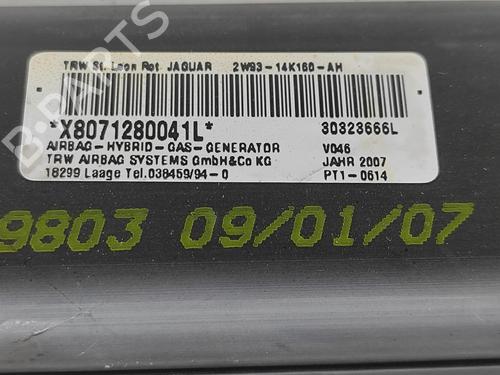 TRW St. Leon Rot JAGUAR 2W93-14K160-AH
*X8071280041L* 30323666L
AIRBAG-HYBRID-GAS-GENERATOR V046
TRW AIRBAG SYSTEMS GmbH&Co KG JAHR 2007
18299 Laage Tel.038459/94-0 PT1-0614
9803 09/01/07
B-PARTS